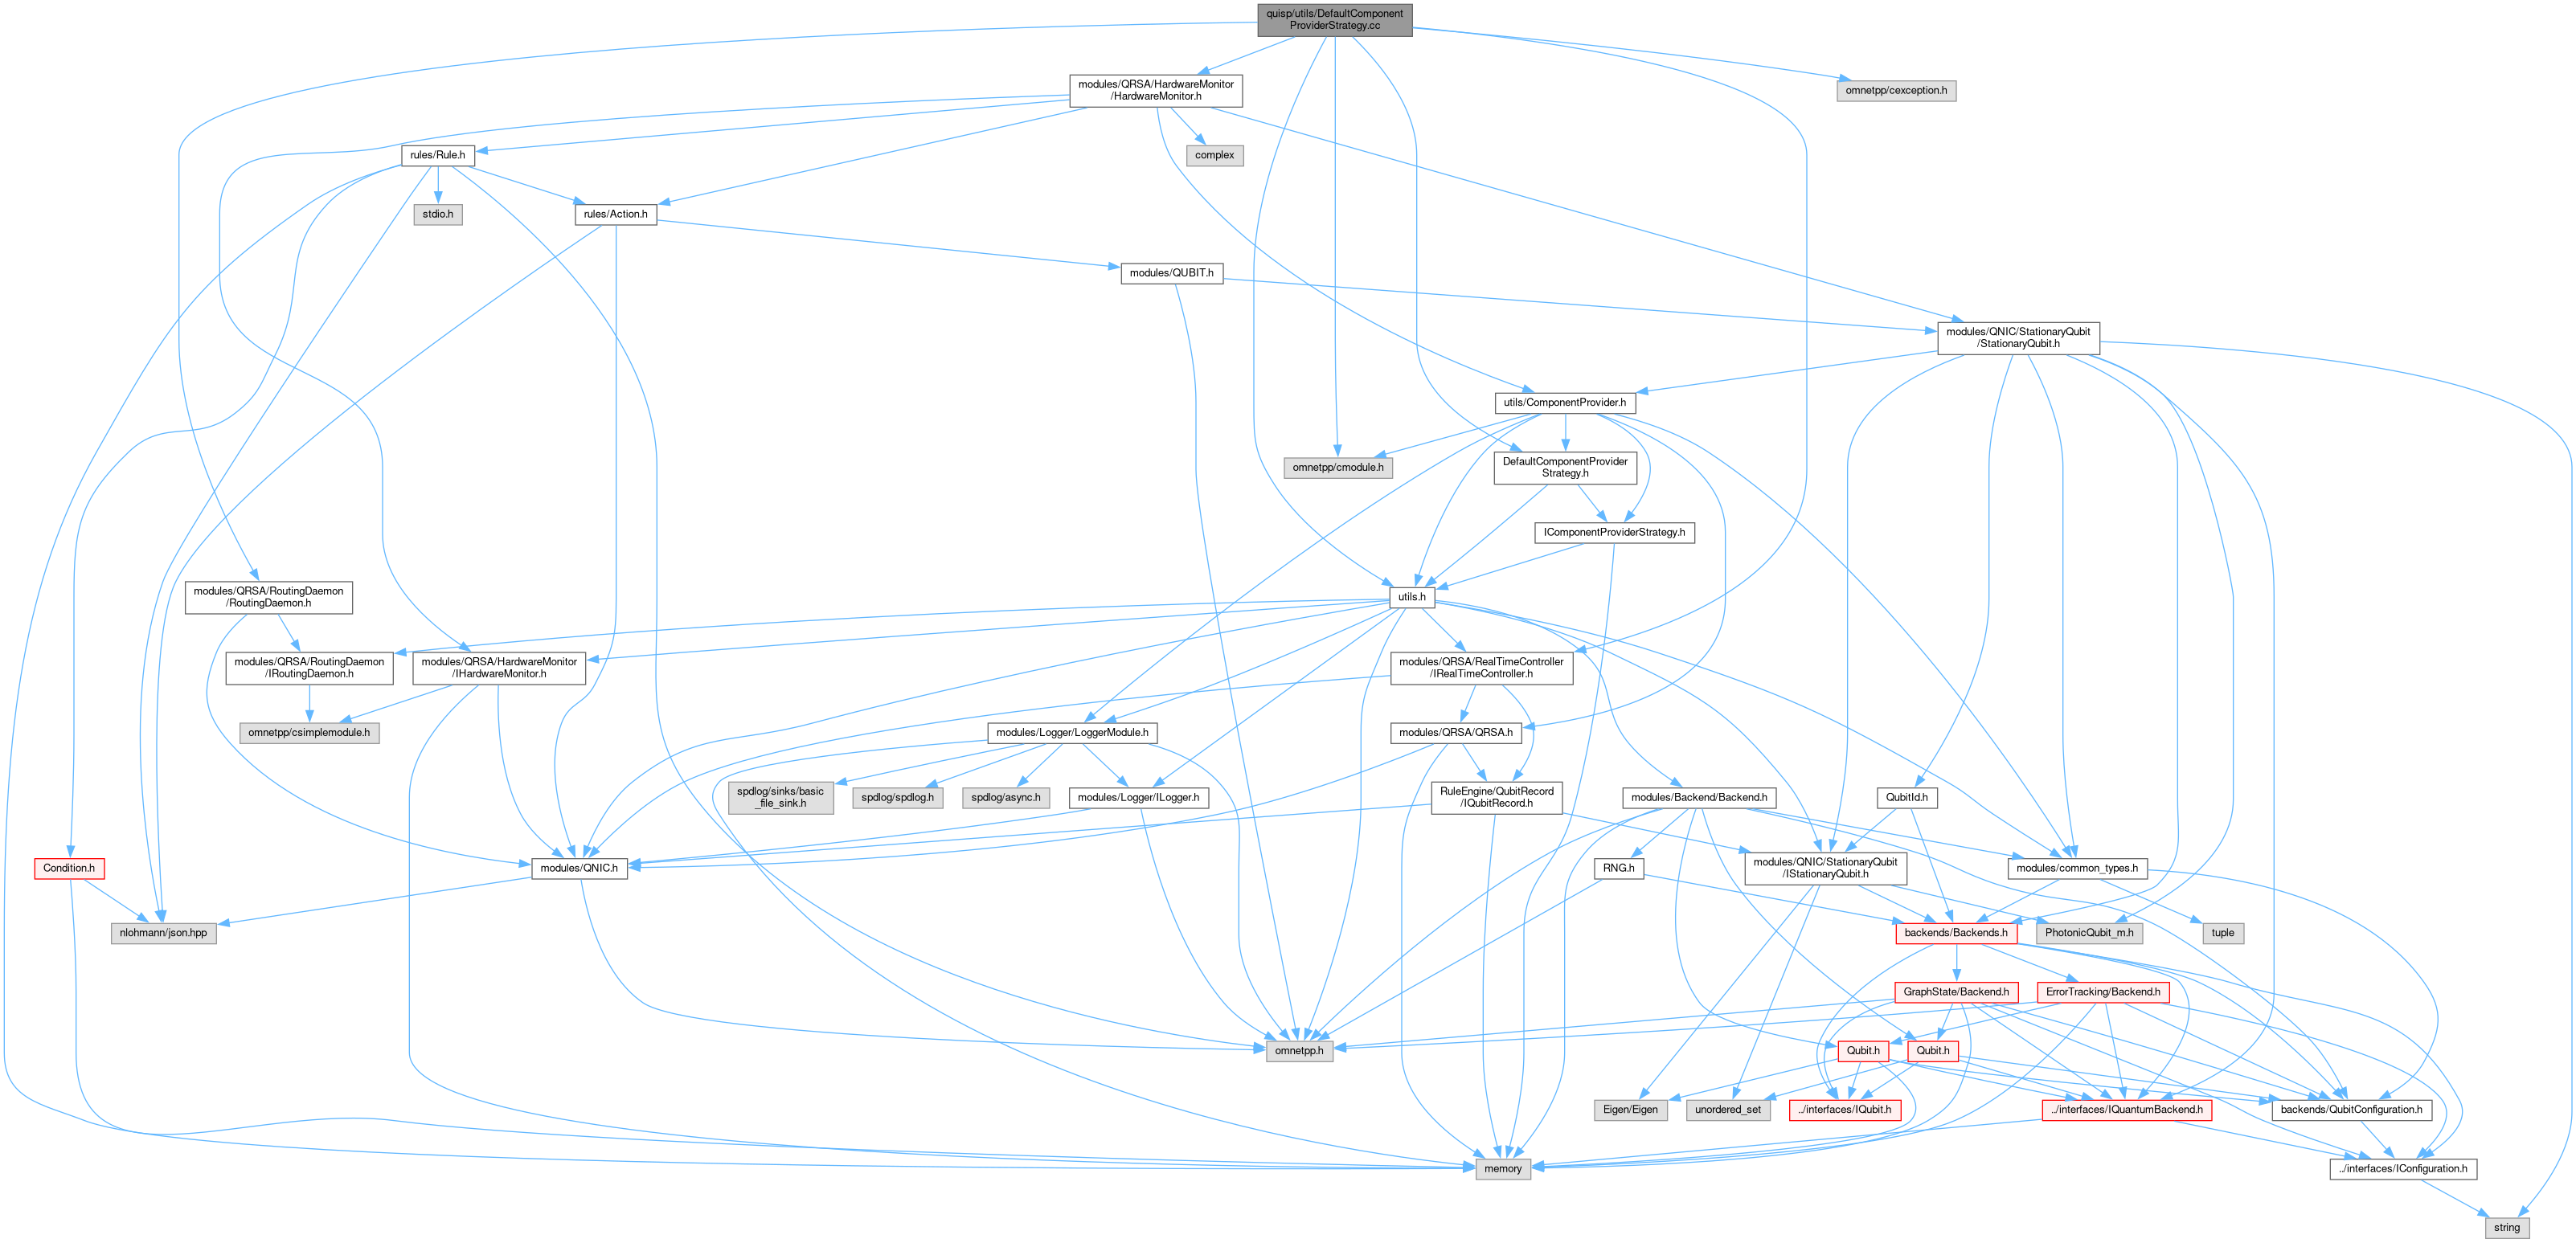 quisp/utils/DefaultComponent
ProviderStrategy.cc
modules/QRSA/HardwareMonitor
/HardwareMonitor.h
omnetpp/cexception.h
rules/Rule.h
complex
stdio.h
rules/Action.h
modules/QUBIT.h
modules/QNIC/StationaryQubit
/StationaryQubit.h
utils/ComponentProvider.h
omnetpp/cmodule.h
DefaultComponentProvider
Strategy.h
IComponentProviderStrategy.h
modules/QRSA/RoutingDaemon
/RoutingDaemon.h
utils.h
modules/QRSA/RoutingDaemon
/IRoutingDaemon.h
modules/QRSA/HardwareMonitor
/IHardwareMonitor.h
modules/QRSA/RealTimeController
/IRealTimeController.h
omnetpp/csimplemodule.h
modules/Logger/LoggerModule.h
modules/QRSA/QRSA.h
spdlog/sinks/basic
_file_sink.h
spdlog/spdlog.h
spdlog/async.h
modules/Logger/ILogger.h
RuleEngine/QubitRecord
/IQubitRecord.h
modules/Backend/Backend.h
QubitId.h
Condition.h
modules/QNIC.h
RNG.h
modules/QNIC/StationaryQubit
/IStationaryQubit.h
modules/common_types.h
nlohmann/json.hpp
backends/Backends.h
PhotonicQubit_m.h
tuple
GraphState/Backend.h
ErrorTracking/Backend.h
omnetpp.h
Qubit.h
Qubit.h
Eigen/Eigen
unordered_set
../interfaces/IQubit.h
../interfaces/IQuantumBackend.h
backends/QubitConfiguration.h
memory
../interfaces/IConfiguration.h
string